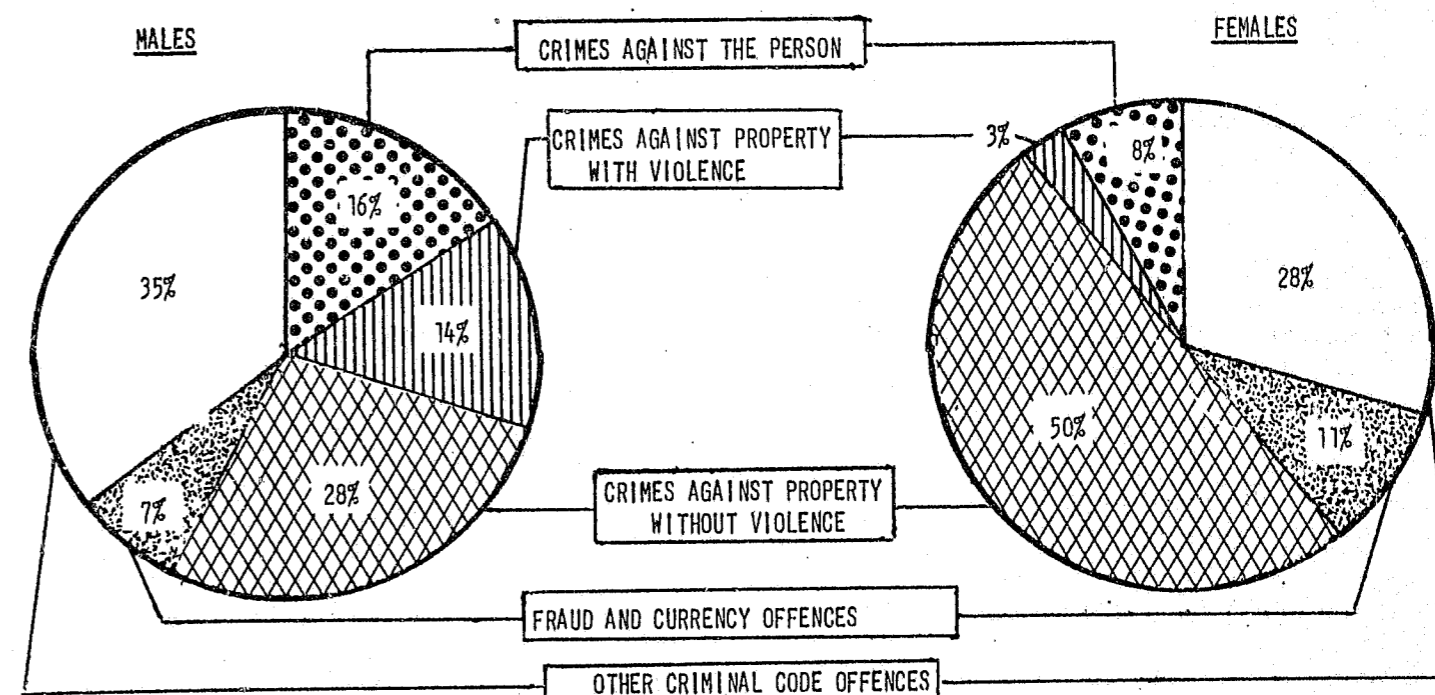 MALES
FEMALES
CRIMES AGAINST THE PERSON
CRIMES AGAINST PROPERTY
WITH VIOLENCE
3%
8%
16%
35%
28%
14%
11%
50%
28%
7%
CRIMES AGAINST PROPERTY
WITHOUT VIOLENCE
FRAUD AND CURRENCY OFFENCES
OTHER CRIMINAL CODE OFFENCES